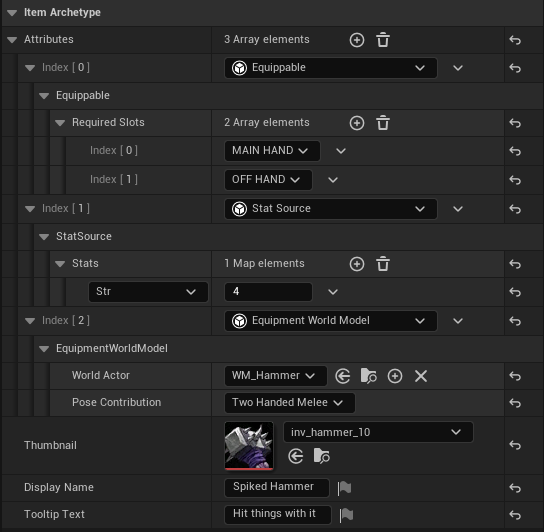 Item Archetype
Attributes 3 Array elements
Index [ 0 ] Equippable
Equippable
Required Slots 2 Array elements
Index [ 0 ] MAIN HAND
Index [ 1 ] OFF HAND
Index [ 1 ] Stat Source
StatSource
Stats 1 Map elements
Str 4
Index [ 2 ] Equipment World Model
EquipmentWorldModel
World Actor WM_Hammer
Pose Contribution Two Handed Melee
Thumbnail inv_hammer_10
Display Name Spiked Hammer
Tooltip Text Hit things with it